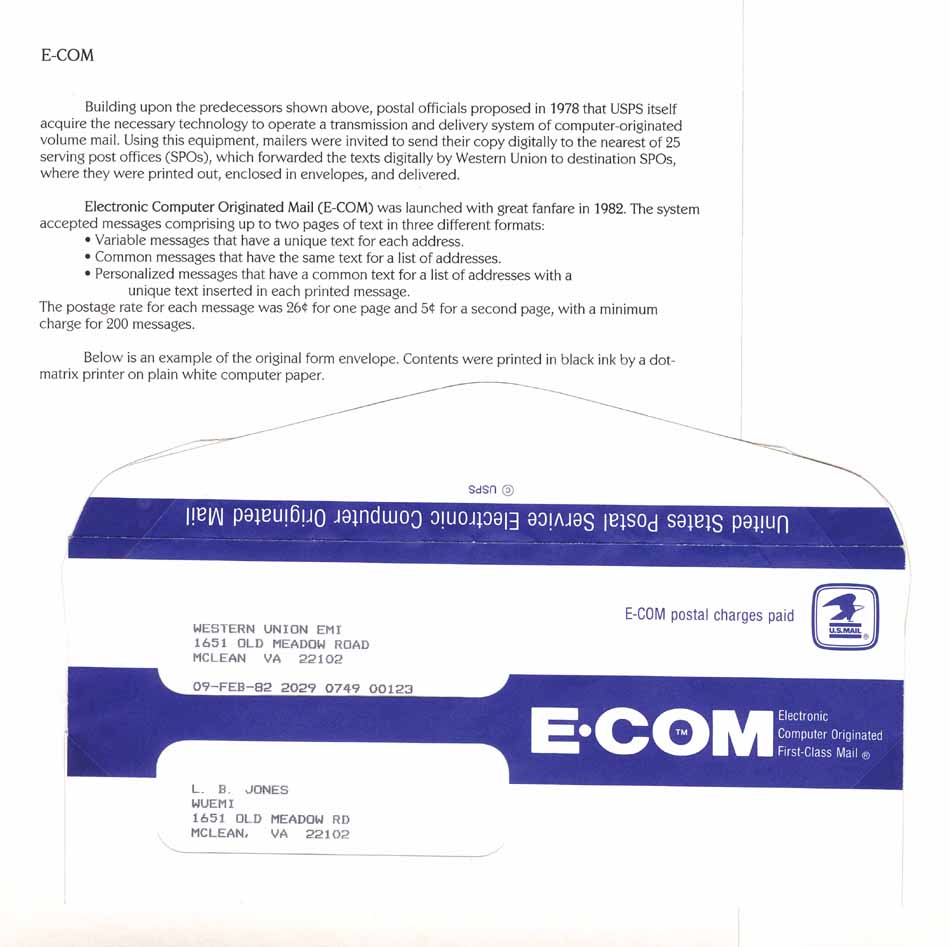 E-COM
Building upon the predecessors shown above, postal officials proposed in 1978 that USPS itself
acquire the necessary technology to operate a transmission and delivery system of computer-originated
volume mail. Using this equipment, mailers were invited to send their copy digitally to the nearest of 25
serving post offices (SPOs), which forwarded the texts digitally by Western Union to destination SPOs,
where they were printed out, enclosed in envelopes, and delivered.
Electronic Computer Originated Mail (E-COM) was launched with great fanfare in 1982. The system
accepted messages comprising up to two pages of text in three different formats:
• Variable messages that have a unique text for each address.
• Common messages that have the same text for a list of addresses.
• Personalized messages that have a common text for a list of addresses with a
unique text inserted in each printed message.
The postage rate for each message was 26¢ for one page and 5¢ for a second page, with a minimum
charge for 200 messages.
Below is an example of the original form envelope. Contents were printed in black ink by a dot-
matrix printer on plain white computer paper.
© USPS
United States Postal Service Electronic Computer Originated Mail
E-COM postal charges paid
U.S.MAIL ®
WESTERN UNION EMI
1651 OLD MEADOW ROAD
MCLEAN VA 22102
09-FEB-82 2029 0749 00123
E·COM™
Electronic
Computer Originated
First-Class Mail ®
L. B. JONES
WUEMI
1651 OLD MEADOW RD
MCLEAN, VA 22102